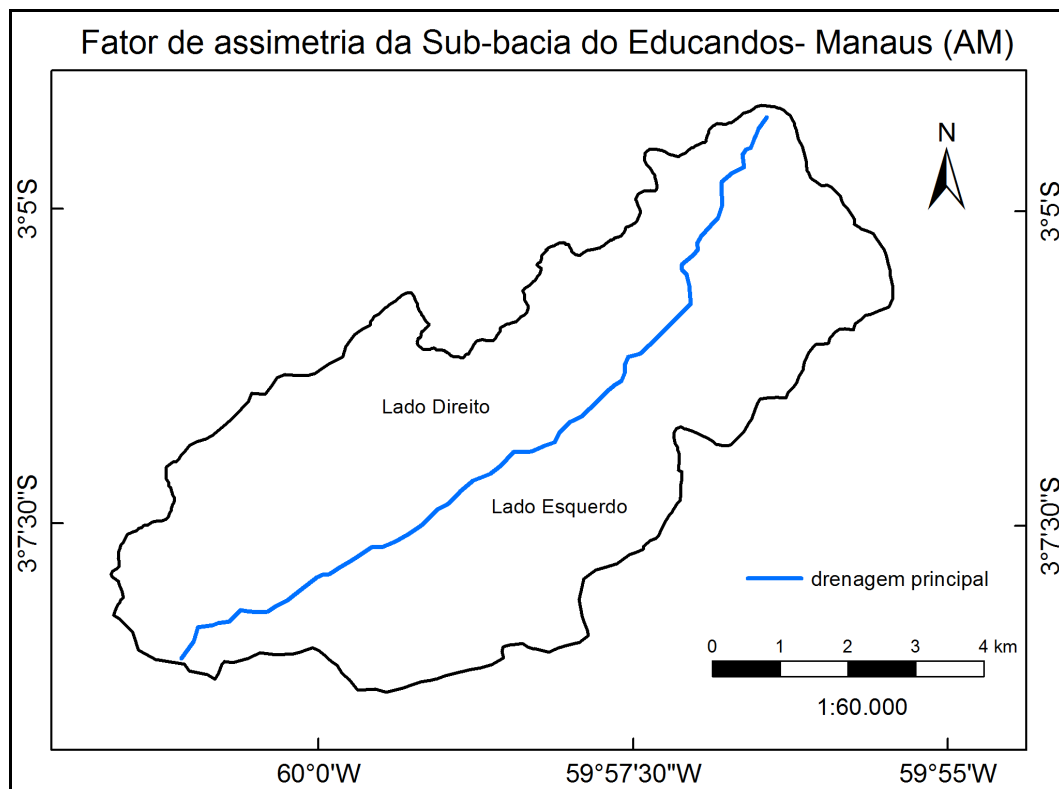 Fator de assimetria da Sub-bacia do Educandos- Manaus (AM)
N
3°5'S
3°5'S
Lado Direito
Lado Esquerdo
3°7'30"S
3°7'30"S
drenagem principal
0 1 2 3 4 km
1:60.000
60°0'W
59°57'30"W
59°55'W